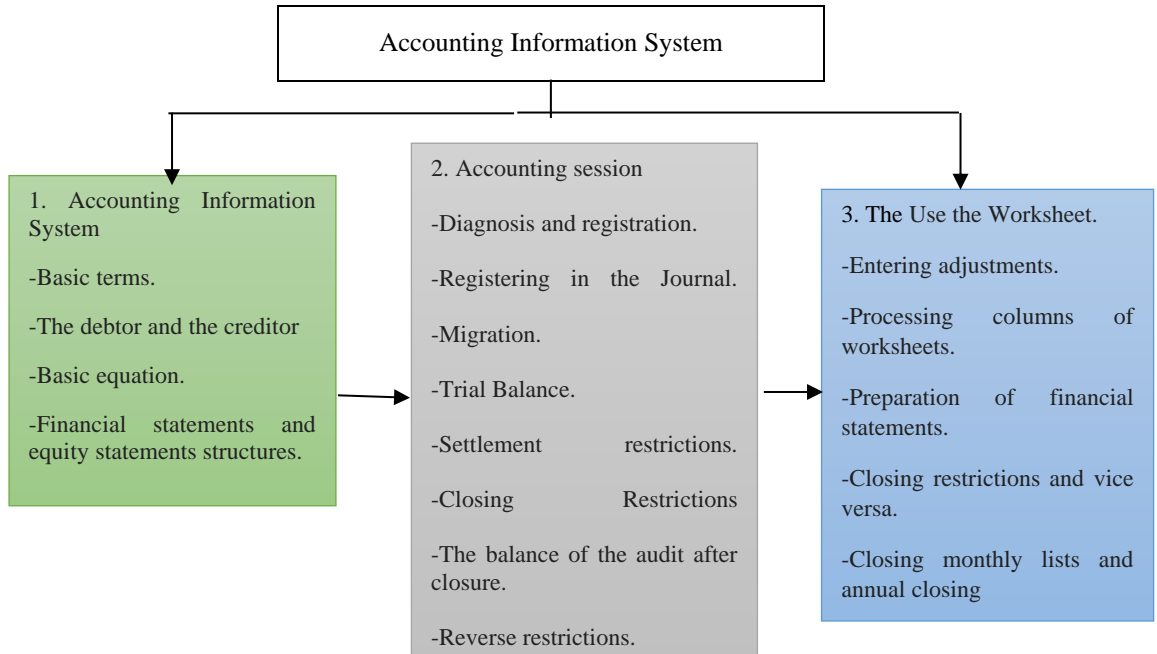 Accounting Information System
1. Accounting Information
System
-Basic terms.
-The debtor and the creditor
-Basic equation.
-Financial statements and
equity statements structures.
2. Accounting session
-Diagnosis and registration.
-Registering in the Journal.
-Migration.
-Trial Balance.
-Settlement restrictions.
-Closing Restrictions
-The balance of the audit after
closure.
-Reverse restrictions.
3. The Use the Worksheet.
-Entering adjustments.
-Processing columns of
worksheets.
-Preparation of financial
statements.
-Closing restrictions and vice
versa.
-Closing monthly lists and
annual closing